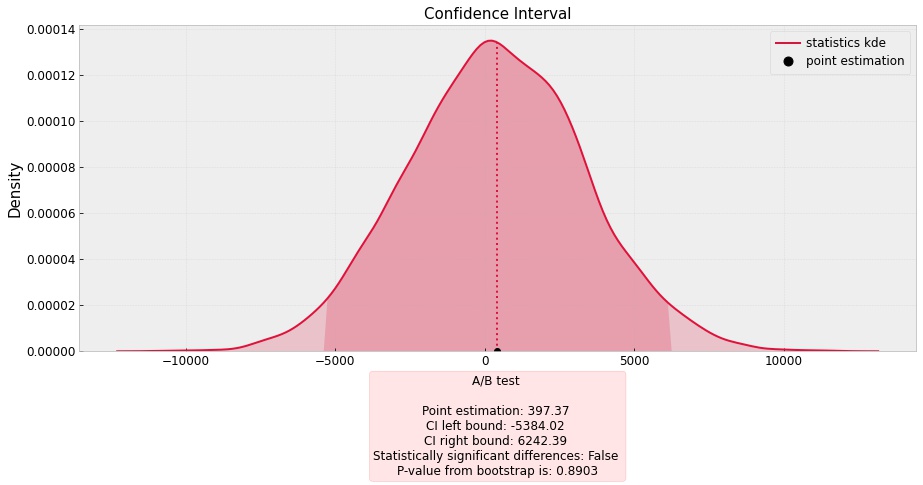 Confidence Interval
statistics kde
point estimation
Density
0.00014
0.00012
0.00010
0.00008
0.00006
0.00004
0.00002
0.00000
−10000
−5000
0
5000
10000
A/B test
Point estimation: 397.37
CI left bound: -5384.02
CI right bound: 6242.39
Statistically significant differences: False
P-value from bootstrap is: 0.8903